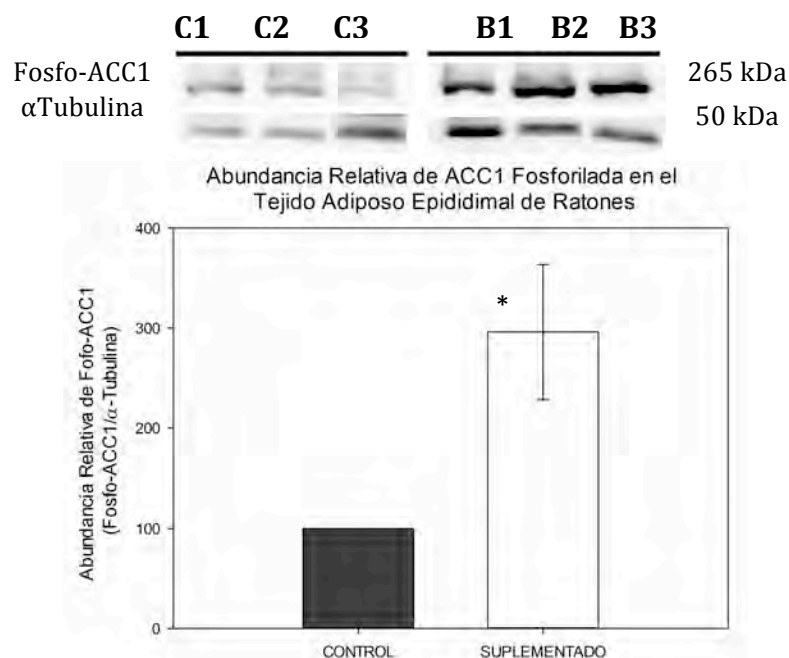 C1 C2 C3 B1 B2 B3
Fosfo-ACC1 265 kDa
αTubulina 50 kDa
Abundancia Relativa de ACC1 Fosforilada en el
Tejido Adiposo Epididimal de Ratones
Abundancia Relativa de Fofo-ACC1
(Fosfo-ACC1/α-Tubulina)
400
300
*
200
100
0
CONTROL SUPLEMENTADO